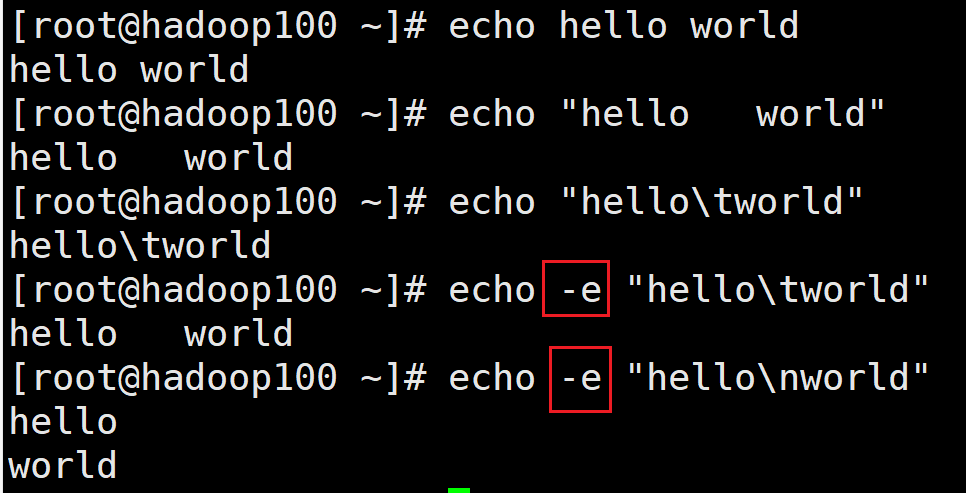 [root@hadoop100 ~]# echo hello world
hello world
[root@hadoop100 ~]# echo "hello   world"
hello   world
[root@hadoop100 ~]# echo "hello\tworld"
hello\tworld
[root@hadoop100 ~]# echo -e "hello\tworld"
hello   world
[root@hadoop100 ~]# echo -e "hello\nworld"
hello
world